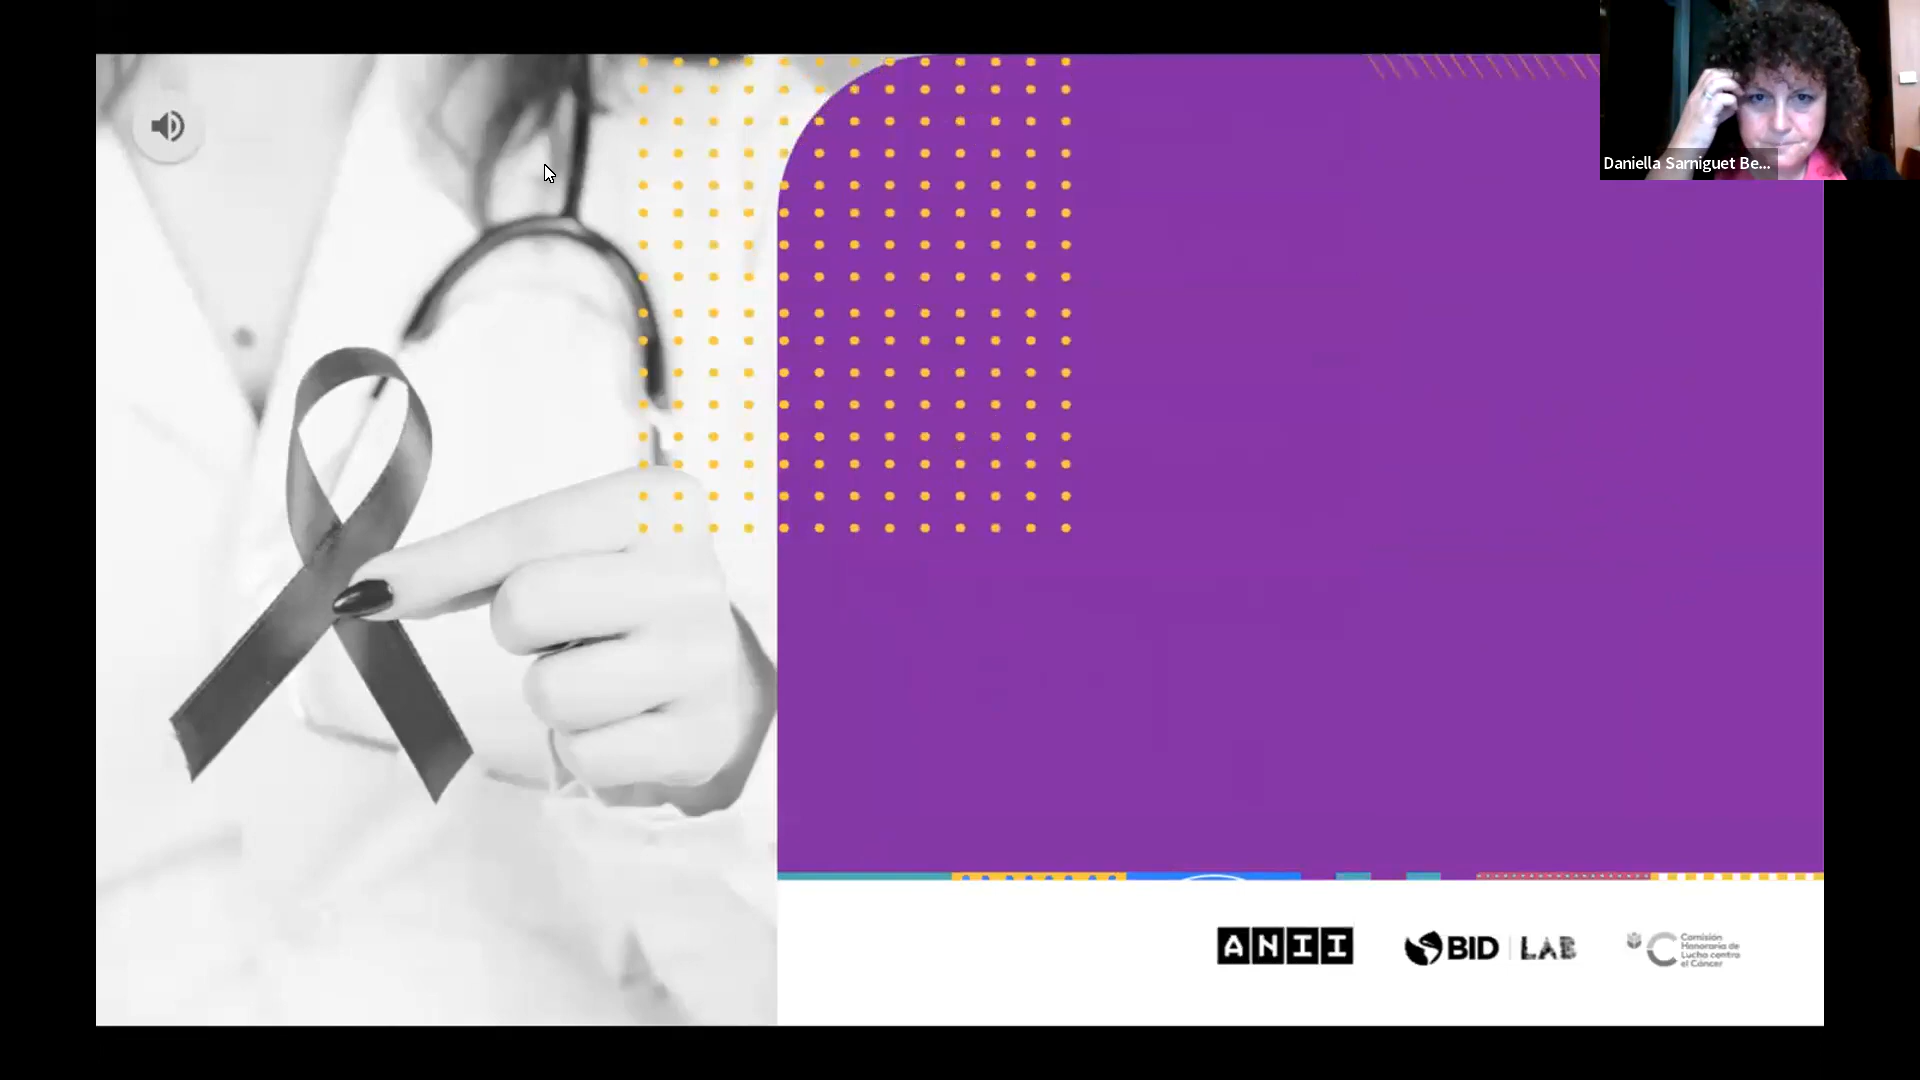 Daniella Sarniguet Be...
ANII
BID | LAB
Comisión
Honoraria de
Lucha contra
el Cáncer